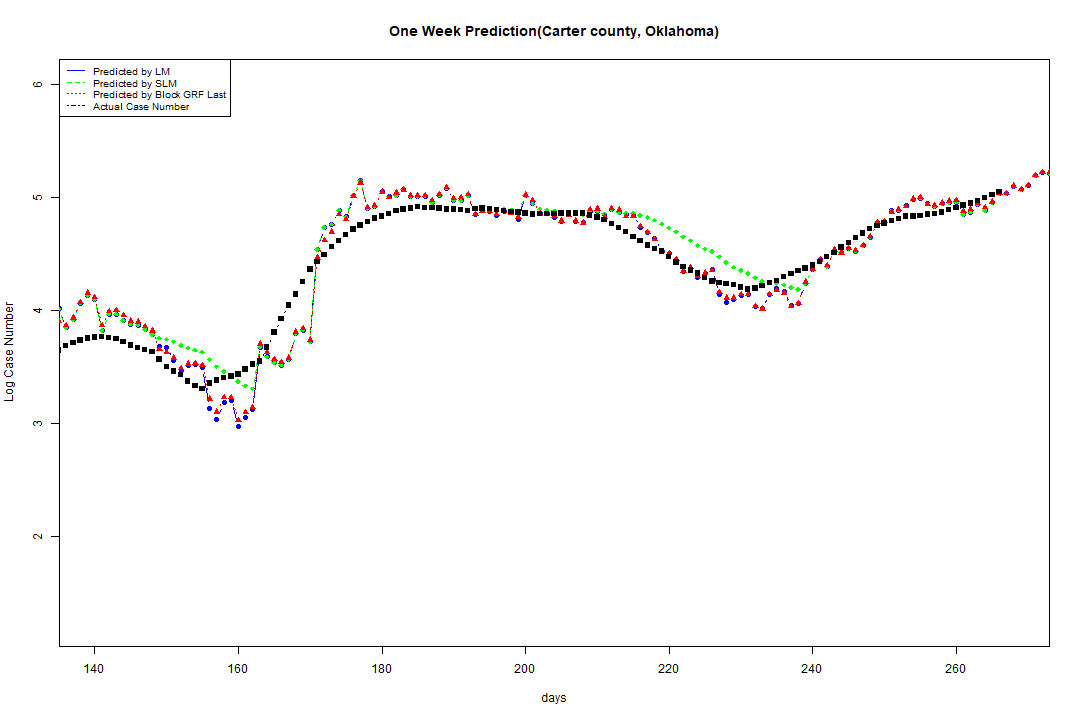 One Week Prediction(Carter county, Oklahoma)
Predicted by LM
Predicted by SLM
Predicted by Block GRF Last
Actual Case Number
6
5
4
3
2
Log Case Number
140 160 180 200 220 240 260
days